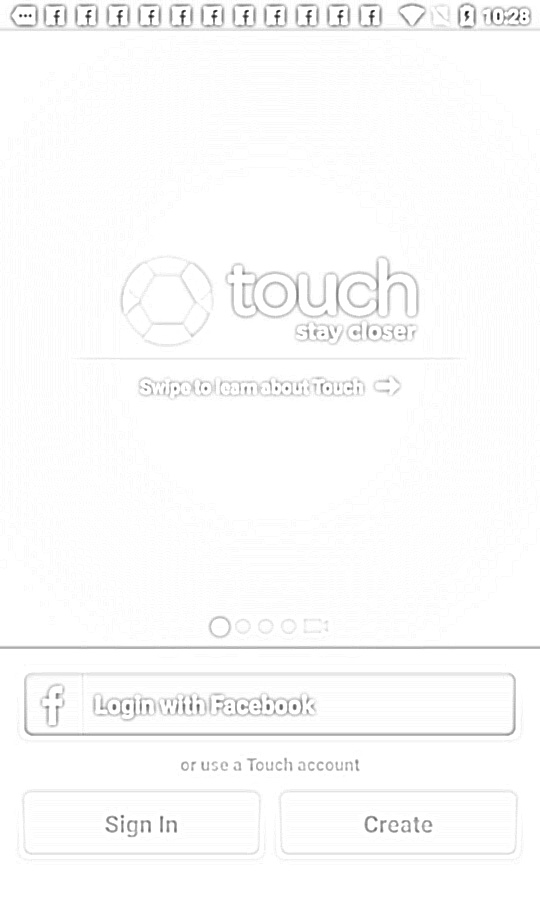 10:28
touch
stay closer
Swipe to learn about Touch
Login with Facebook
or use a Touch account
Sign In
Create